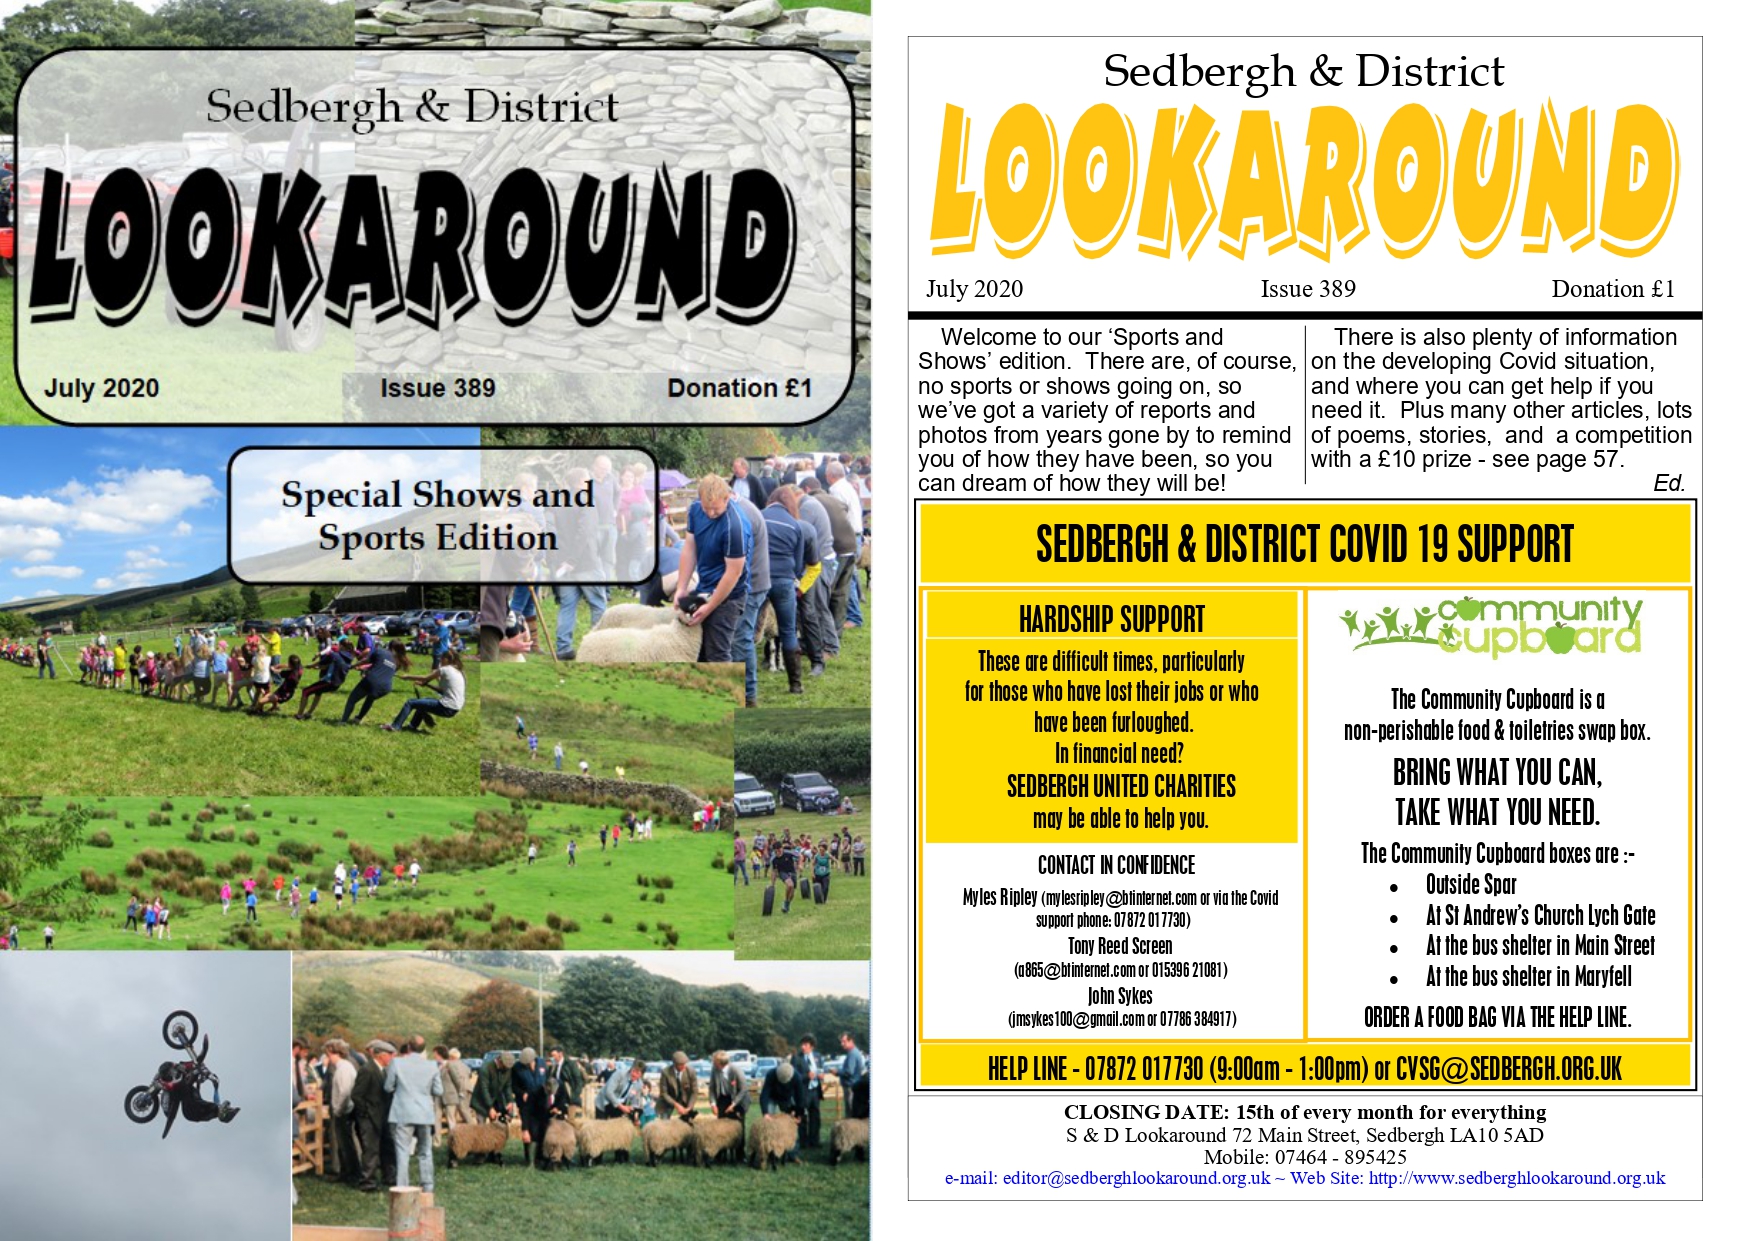 Sedbergh & District
LOOKAROUND
July 2020 Issue 389 Donation £1
Special Shows and
Sports Edition
Sedbergh & District
LOOKAROUND
July 2020 Issue 389 Donation £1
Welcome to our ‘Sports and
Shows’ edition. There are, of course,
no sports or shows going on, so
we’ve got a variety of reports and
photos from years gone by to remind
you of how they have been, so you
can dream of how they will be!
There is also plenty of information
on the developing Covid situation,
and where you can get help if you
need it. Plus many other articles, lots
of poems, stories, and a competition
with a £10 prize - see page 57.
Ed.
SEDBERGH & DISTRICT COVID 19 SUPPORT
HARDSHIP SUPPORT
These are difficult times, particularly
for those who have lost their jobs or who
have been furloughed.
In financial need?
SEDBERGH UNITED CHARITIES
may be able to help you.
CONTACT IN CONFIDENCE
Myles Ripley (mylesripley@btinternet.com or via the Covid
support phone: 07872 017730)
Tony Reed Screen
(a865@btinternet.com or 015396 21081)
John Sykes
(jmsykes100@gmail.com or 07786 384917)
community
cupboard
The Community Cupboard is a
non-perishable food & toiletries swap box.
BRING WHAT YOU CAN,
TAKE WHAT YOU NEED.
The Community Cupboard boxes are :-
• Outside Spar
• At St Andrew’s Church Lych Gate
• At the bus shelter in Main Street
• At the bus shelter in Maryfell
ORDER A FOOD BAG VIA THE HELP LINE.
HELP LINE - 07872 017730 (9:00am - 1:00pm) or CVSG@SEDBERGH.ORG.UK
CLOSING DATE: 15th of every month for everything
S & D Lookaround 72 Main Street, Sedbergh LA10 5AD
Mobile: 07464 - 895425
e-mail: editor@sedberghlookaround.org.uk ~ Web Site: http://www.sedberghlookaround.org.uk